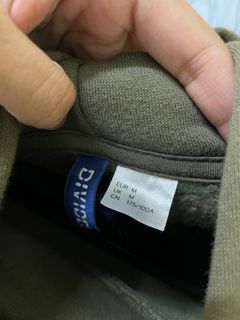 DIVIDED
EUR M
UK M
CN 175/100A